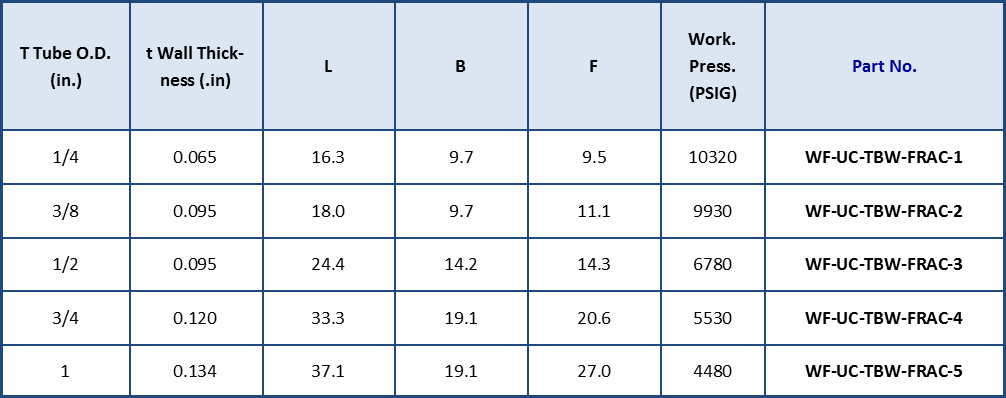 T Tube O.D. (in.) t Wall Thick-ness (.in) L B F Work. Press. (PSIG) Part No.
1/4 0.065 16.3 9.7 9.5 10320 WF-UC-TBW-FRAC-1
3/8 0.095 18.0 9.7 11.1 9930 WF-UC-TBW-FRAC-2
1/2 0.095 24.4 14.2 14.3 6780 WF-UC-TBW-FRAC-3
3/4 0.120 33.3 19.1 20.6 5530 WF-UC-TBW-FRAC-4
1 0.134 37.1 19.1 27.0 4480 WF-UC-TBW-FRAC-5